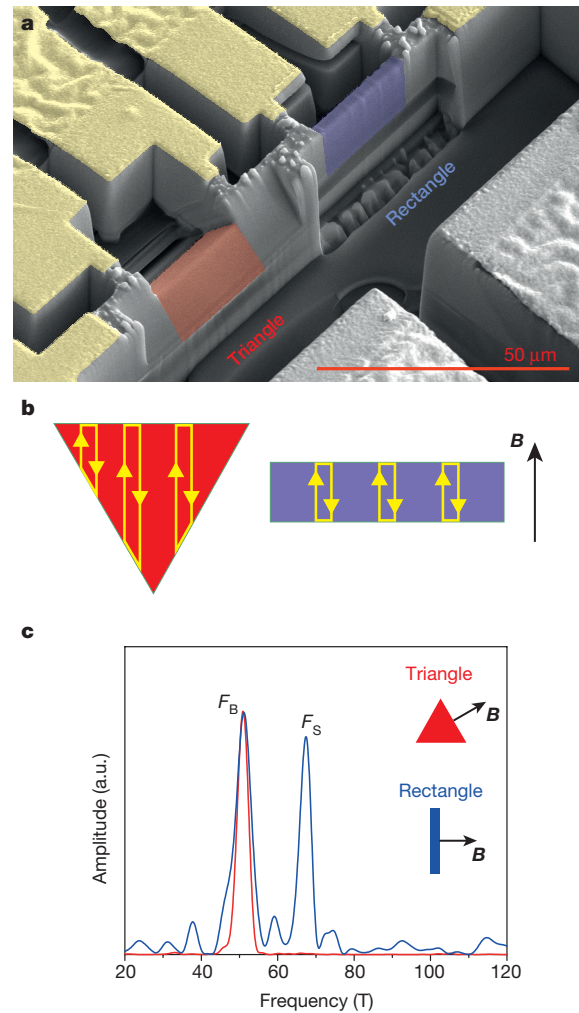 a
Rectangle
Triangle
50 μm
b
B
c
Triangle
B
Rectangle
B
F_B
F_S
Amplitude (a.u.)
20 40 60 80 100 120
Frequency (T)